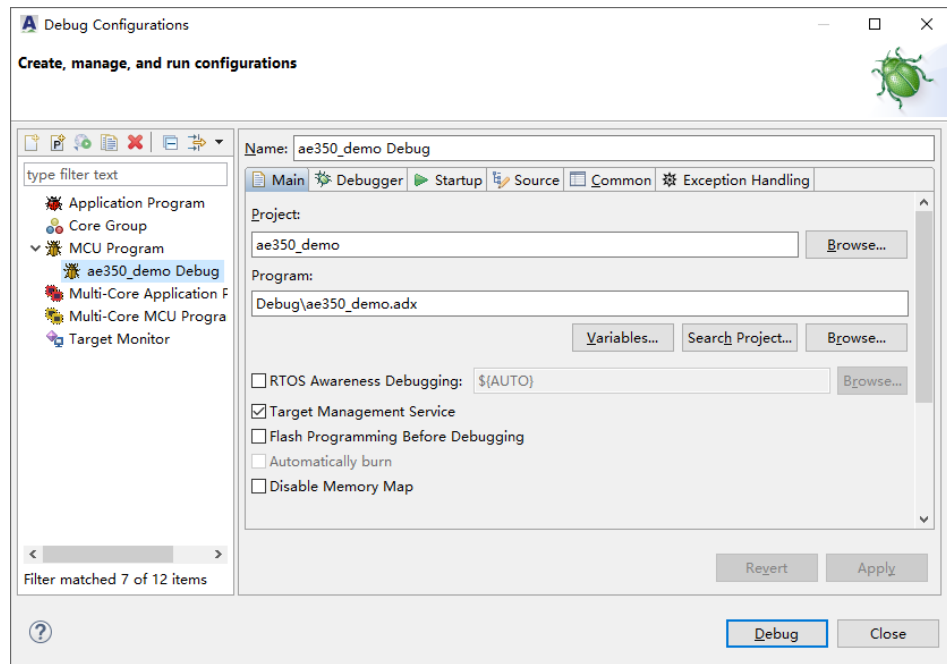 Debug Configurations
Create, manage, and run configurations
type filter text
Application Program
Core Group
MCU Program
ae350_demo Debug
Multi-Core Application P
Multi-Core MCU Progra
Target Monitor
Filter matched 7 of 12 items
Name: ae350_demo Debug
Main Debugger Startup Source Common Exception Handling
Project:
ae350_demo Browse...
Program:
Debug\ae350_demo.adx
Variables... Search Project... Browse...
RTOS Awareness Debugging: ${AUTO} Browse...
Target Management Service
Flash Programming Before Debugging
Automatically burn
Disable Memory Map
Revert Apply
Debug Close